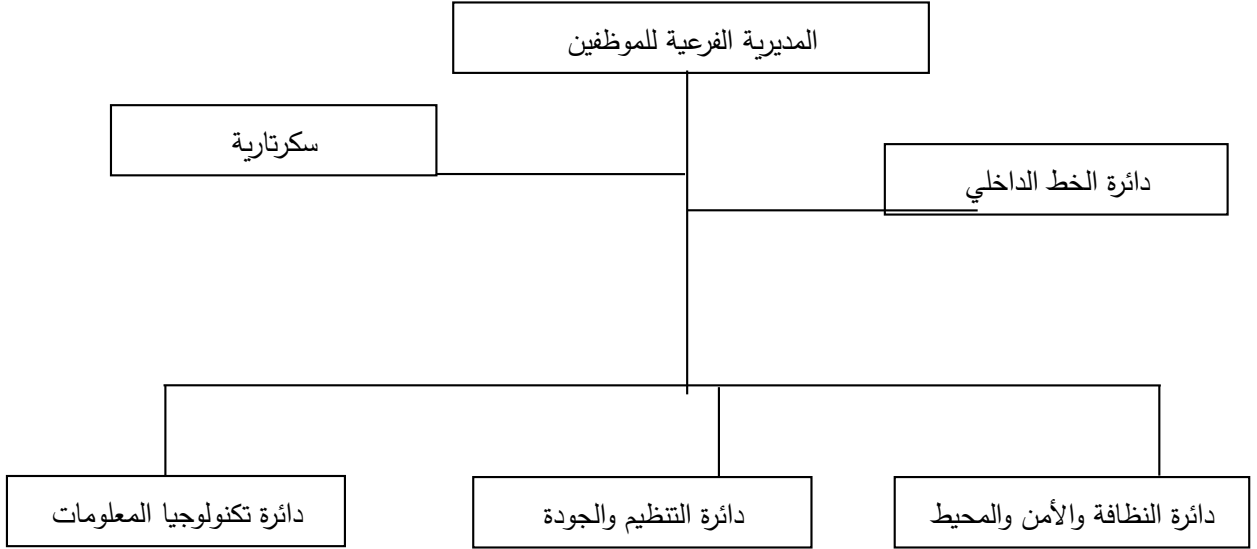 المديرية الفرعية للموظفين
سكرتارية
دائرة الخط الداخلي
دائرة النظافة والأمن والمحيط
دائرة التنظيم والجودة
دائرة تكنولوجيا المعلومات